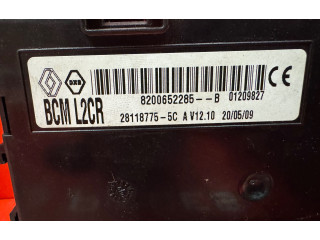 8200652285--B 01209827
BCM L2CR
28118775-5C A V12.10 20/05/09
CE